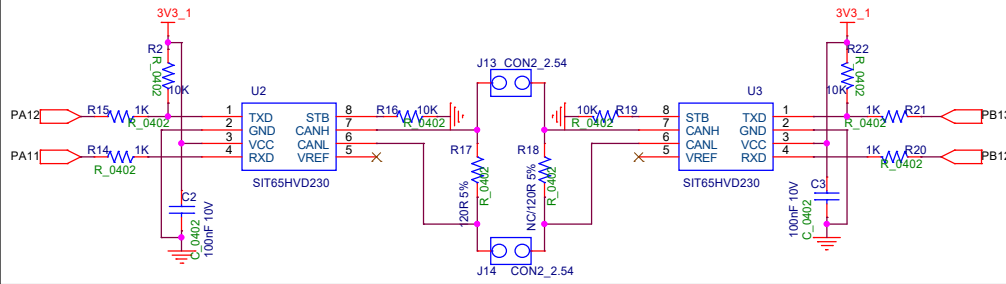 3V3_1
3V3_1
R2
R_0402
10K
J13 CON2_2.54
R22
R_0402
10K
U2
U3
PA12
R15
1K
R_0402
1
TXD
STB
8
R16
10K
R_0402
10K
R19
R_0402
8
STB
TXD
1
1K
R21
R_0402
PB13
2
GND
CANH
7
7
CANH
GND
2
3
VCC
CANL
6
6
CANL
VCC
3
PA11
R14
1K
R_0402
4
RXD
VREF
5
5
VREF
RXD
4
1K
R20
R_0402
PB12
R17
120R 5%
R_0402
R18
NC/120R 5%
R_0402
SIT65HVD230
SIT65HVD230
C2
C_0402
100nF 10V
C3
100nF 10V
C_0402
J14
CON2_2.54